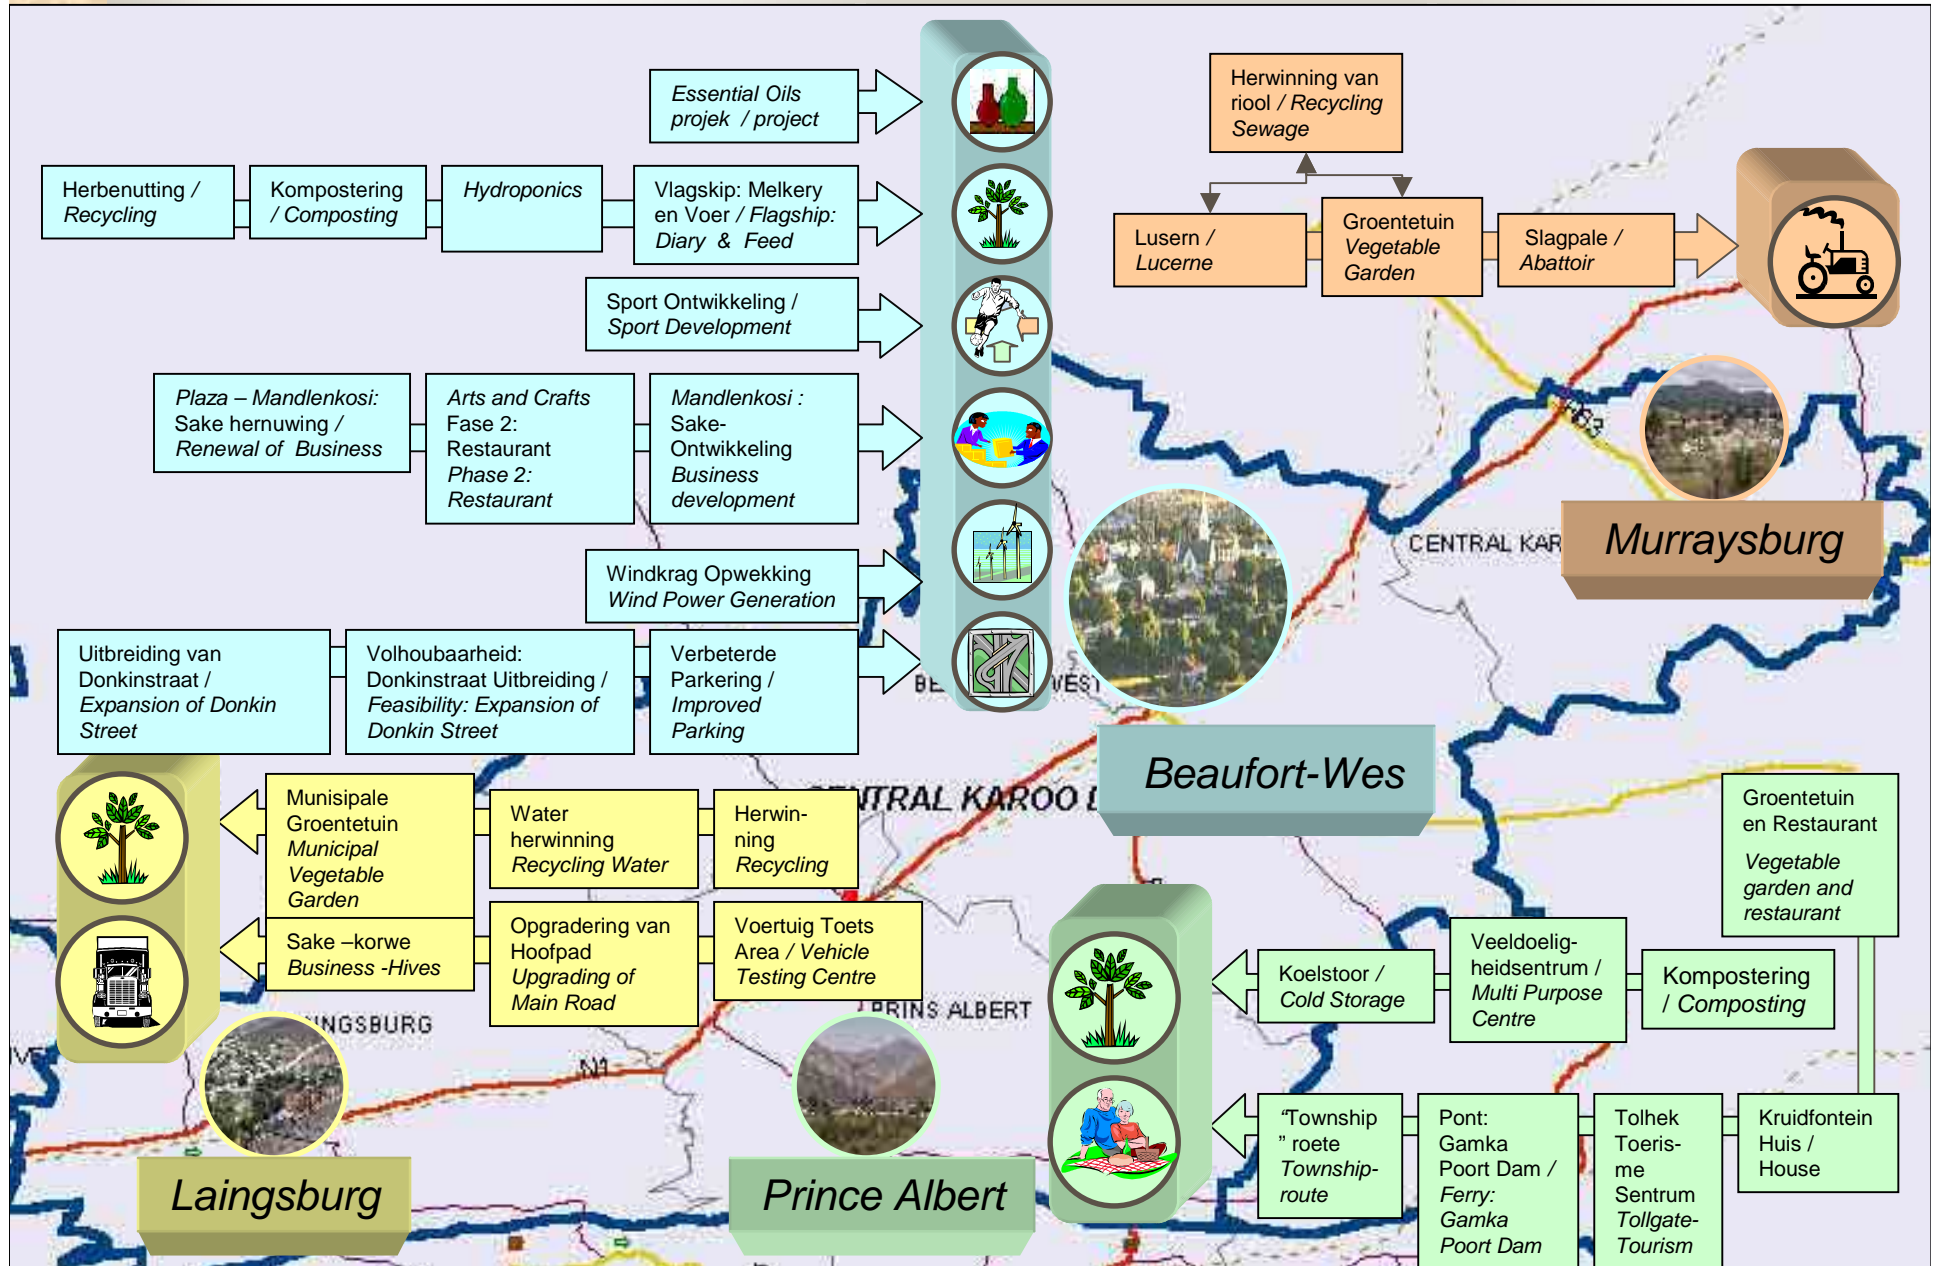 Essential Oils
projek / project
Herwinning van
riool / Recycling
Sewage
Herbenutting /
Recycling
Kompostering
/ Composting
Hydroponics
Vlagskip: Melkery
en Voer / Flagship:
Diary & Feed
Lusern /
Lucerne
Groentetuin
Vegetable
Garden
Slagpale /
Abattoir
Sport Ontwikkeling /
Sport Development
Plaza – Mandlenkosi:
Sake hernuwing /
Renewal of Business
Arts and Crafts
Fase 2:
Restaurant
Phase 2:
Restaurant
Mandlenkosi :
Sake-
Ontwikkeling
Business
development
CENTRAL KAR
Murraysburg
Windkrag Opwekking
Wind Power Generation
Uitbreiding van
Donkinstraat /
Expansion of Donkin
Street
Volhoubaarheid:
Donkinstraat Uitbreiding /
Feasibility: Expansion of
Donkin Street
Verbeterde
Parkering /
Improved
Parking
BE
WEST
Beaufort-Wes
NTRAL KAROO
Munisipale
Groentetuin
Municipal
Vegetable
Garden
Water
herwinning
Recycling Water
Herwin-
ning
Recycling
Groentetuin
en Restaurant
Vegetable
garden and
restaurant
Sake –korwe
Business -Hives
Opgradering van
Hoofpad
Upgrading of
Main Road
Voertuig Toets
Area / Vehicle
Testing Centre
Koelstoor /
Cold Storage
Veeldoelig-
heidsentrum /
Multi Purpose
Centre
Kompostering
/ Composting
INGSBURG
PRINS ALBERT
N1
"Township
" roete
Township-
route
Pont:
Gamka
Poort Dam /
Ferry:
Gamka
Poort Dam
Tolhek
Toeris-
me
Sentrum
Tollgate-
Tourism
Kruidfontein
Huis /
House
Laingsburg
Prince Albert